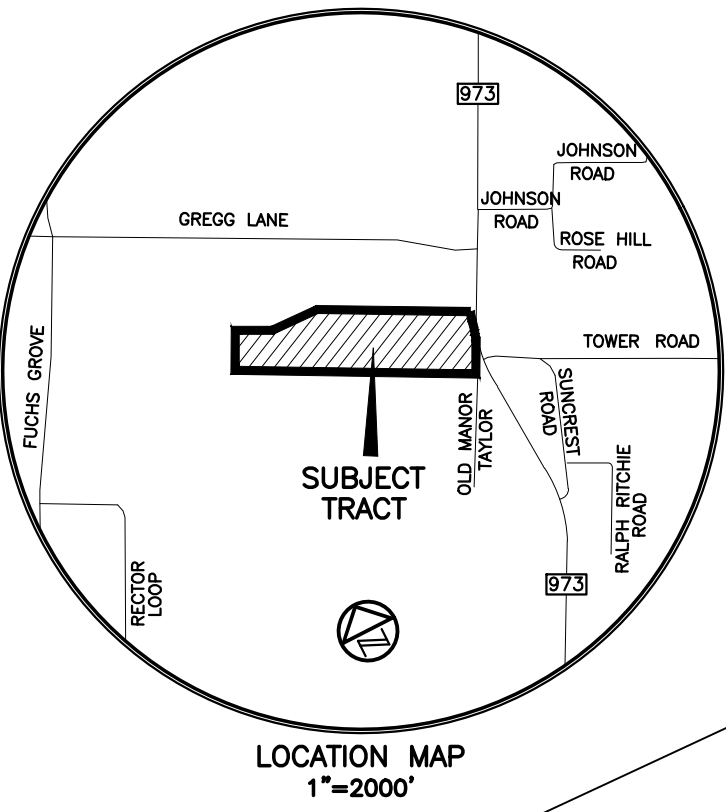 973
JOHNSON
ROAD
JOHNSON
ROAD
GREGG LANE
ROSE HILL
ROAD
TOWER ROAD
FUCHS GROVE
SUNCREST
ROAD
OLD MANOR
TAYLOR
SUBJECT
TRACT
RALPH RITCHIE
ROAD
RECTOR
LOOP
973
N
LOCATION MAP
1"=2000'